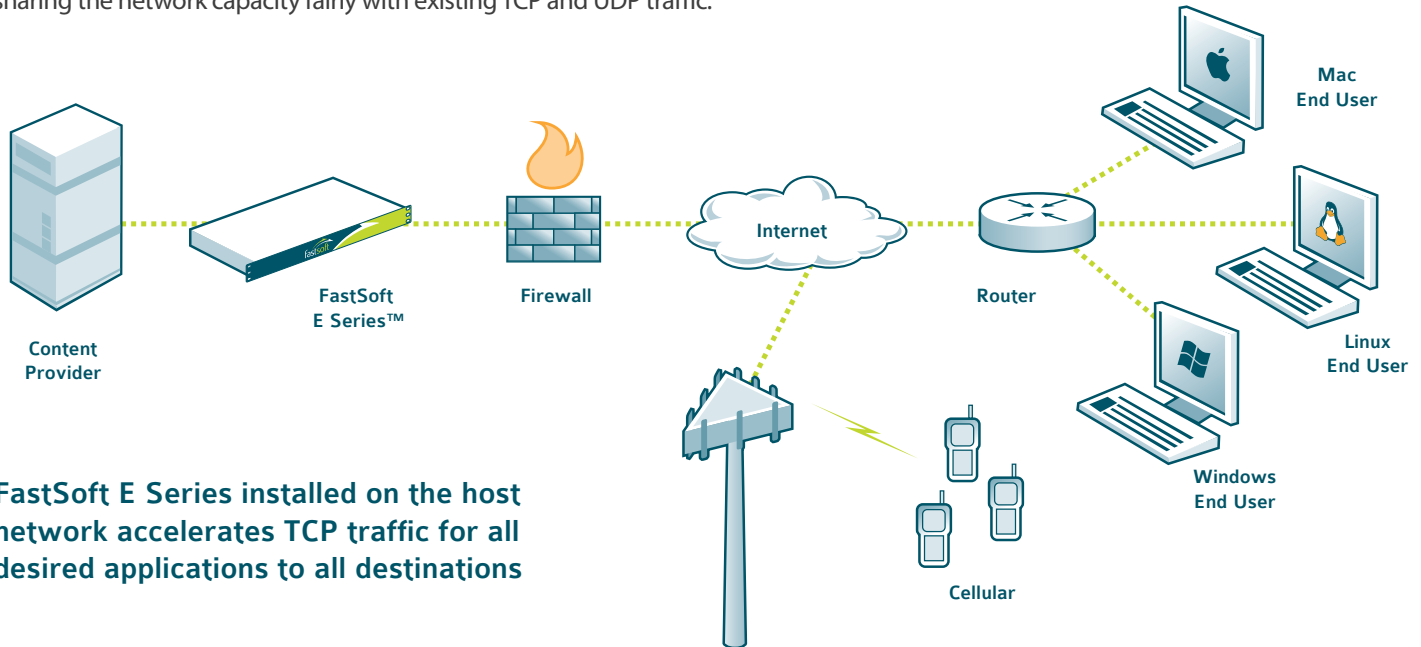 sharing the network capacity fairly with existing TCP and UDP traffic.
Mac
End User
Internet
fastsoft
FastSoft
E Series™
Firewall
Router
Content
Provider
Linux
End User
Windows
End User
FastSoft E Series installed on the host
network accelerates TCP traffic for all
desired applications to all destinations
Cellular